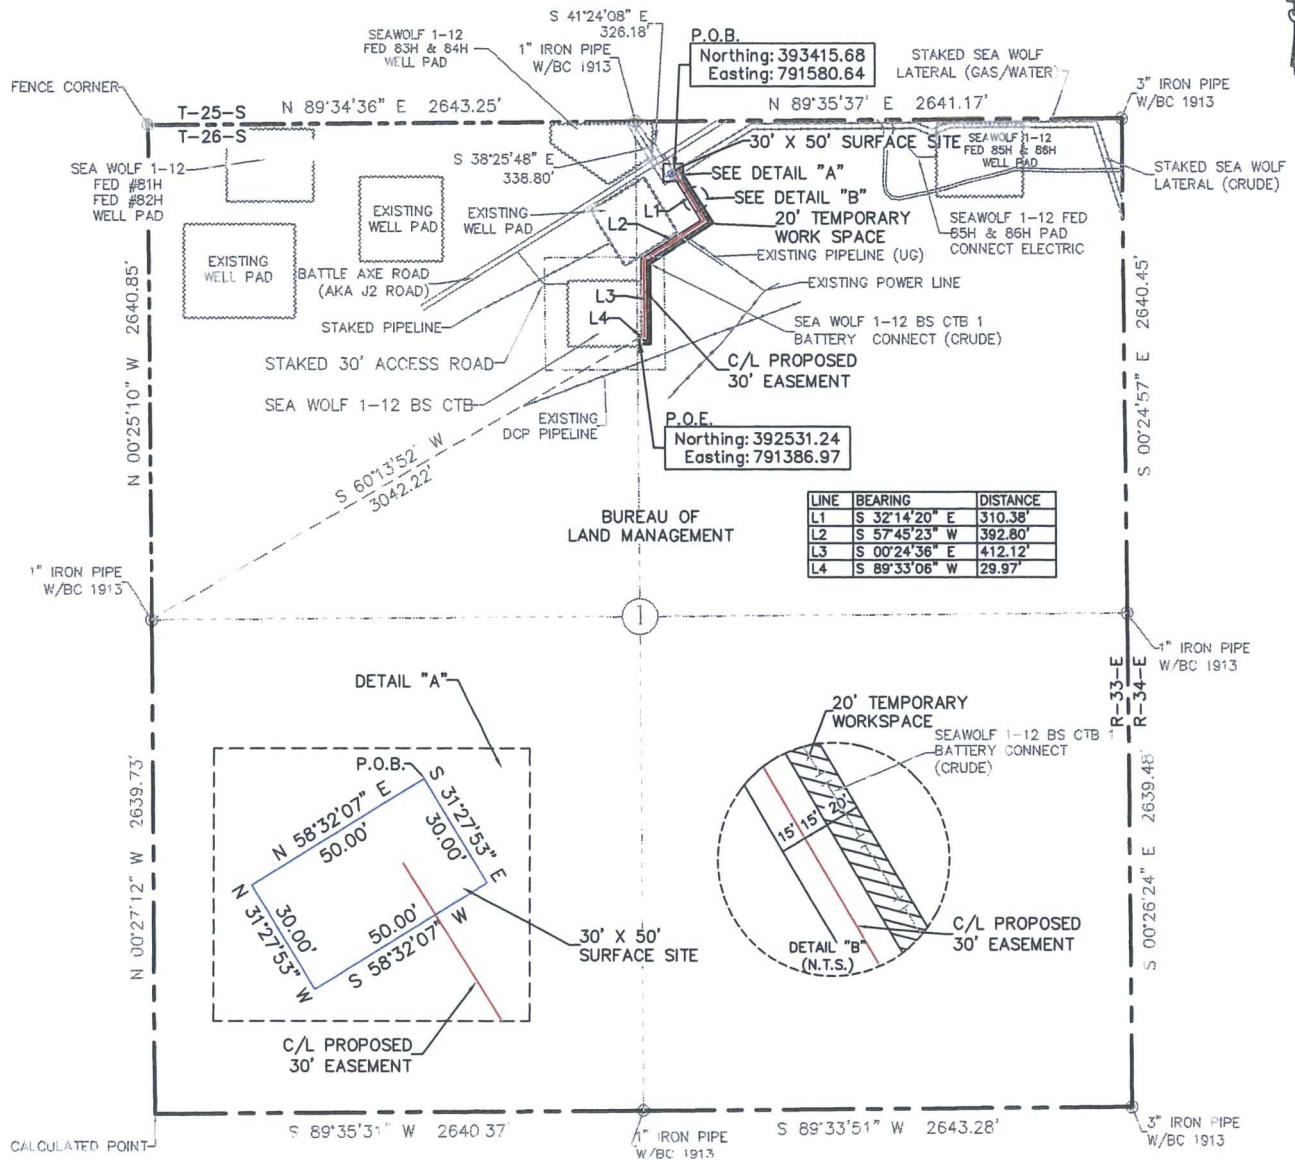 S 41°24'08" E
326.18'
SEAWOLF 1-12
FED 83H & 84H
WELL PAD
1" IRON PIPE
W/BC 1913
P.O.B.
Northing: 393415.68
Easting: 791580.64
STAKED SEA WOLF
LATERAL (GAS/WATER)
3" IRON PIPE
W/BC 1913
FENCE CORNER
T-25-S
T-26-S
N 89°34'36" E 2643.25'
N 89°35'37" E 2641.17'
SEA WOLF 1-12
FED #81H
FED #82H
WELL PAD
S 38°25'48" E
338.80'
30' X 50' SURFACE SITE
SEAWOLF 1-12
FED 85H & 86H
WELL PAD
SEE DETAIL "A"
SEE DETAIL "B"
STAKED SEA WOLF
LATERAL (CRUDE)
EXISTING
WELL PAD
EXISTING
WELL PAD
EXISTING
WELL PAD
L1
L2
20' TEMPORARY
WORK SPACE
SEAWOLF 1-12 FED
85H & 86H PAD
CONNECT ELECTRIC
EXISTING PIPELINE (UG)
BATTLE AXE ROAD
(AKA J2 ROAD)
EXISTING POWER LINE
L3
L4
STAKED PIPELINE
SEA WOLF 1-12 BS CTB 1
BATTERY CONNECT (CRUDE)
STAKED 30' ACCESS ROAD
C/L PROPOSED
30' EASEMENT
SEA WOLF 1-12 BS CTB
EXISTING
DCP PIPELINE
P.O.E.
Northing: 392531.24
Easting: 791386.97
N 00°25'10" W 2640.85'
S 00°24'57" E 2640.45'
S 60°13'52" W
3042.22'
BUREAU OF
LAND MANAGEMENT
LINE BEARING DISTANCE
L1 S 32°14'20" E 310.38'
L2 S 57°45'23" W 392.80'
L3 S 00°24'36" E 412.12'
L4 S 89°33'06" W 29.97'
1" IRON PIPE
W/BC 1913
1
1" IRON PIPE
W/BC 1913
R-33-E
R-34-E
DETAIL "A"
P.O.B.
N 58°32'07" E
50.00'
S 31°27'53" E
30.00'
N 31°27'53" W
30.00'
S 58°32'07" W
50.00'
30' X 50'
SURFACE SITE
C/L PROPOSED
30' EASEMENT
20' TEMPORARY
WORKSPACE
SEAWOLF 1-12 BS CTB 1
BATTERY CONNECT
(CRUDE)
15' 15' 20'
C/L PROPOSED
30' EASEMENT
DETAIL "B"
(N.T.S.)
N 00°27'12" W 2639.73'
S 00°26'24" E 2639.48'
S 89°35'31" W 2640.37'
S 89°33'51" W 2643.28'
CALCULATED POINT
1" IRON PIPE
W/BC 1913
3" IRON PIPE
W/BC 1913